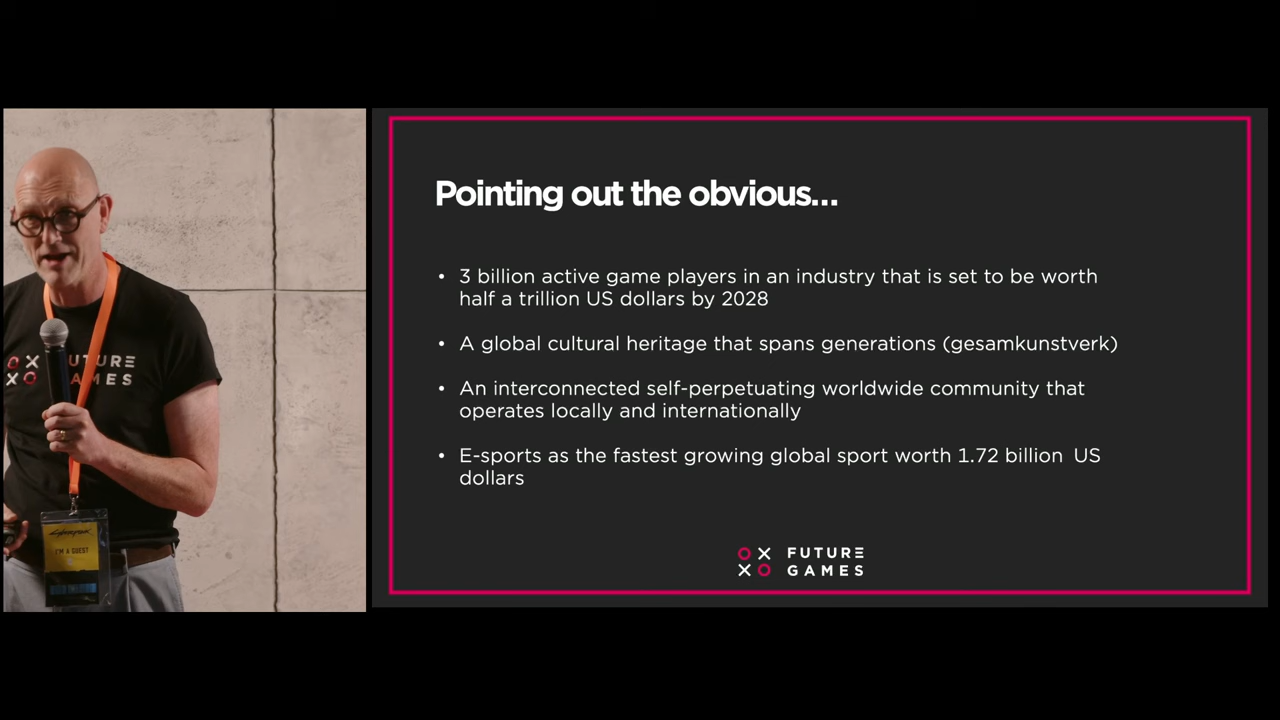 FUTURE
GAMES
I'M A GUEST
Pointing out the obvious...
• 3 billion active game players in an industry that is set to be worth
half a trillion US dollars by 2028
• A global cultural heritage that spans generations (gesamkunstverk)
• An interconnected self-perpetuating worldwide community that
operates locally and internationally
• E-sports as the fastest growing global sport worth 1.72 billion US
dollars
FUTURE
GAMES